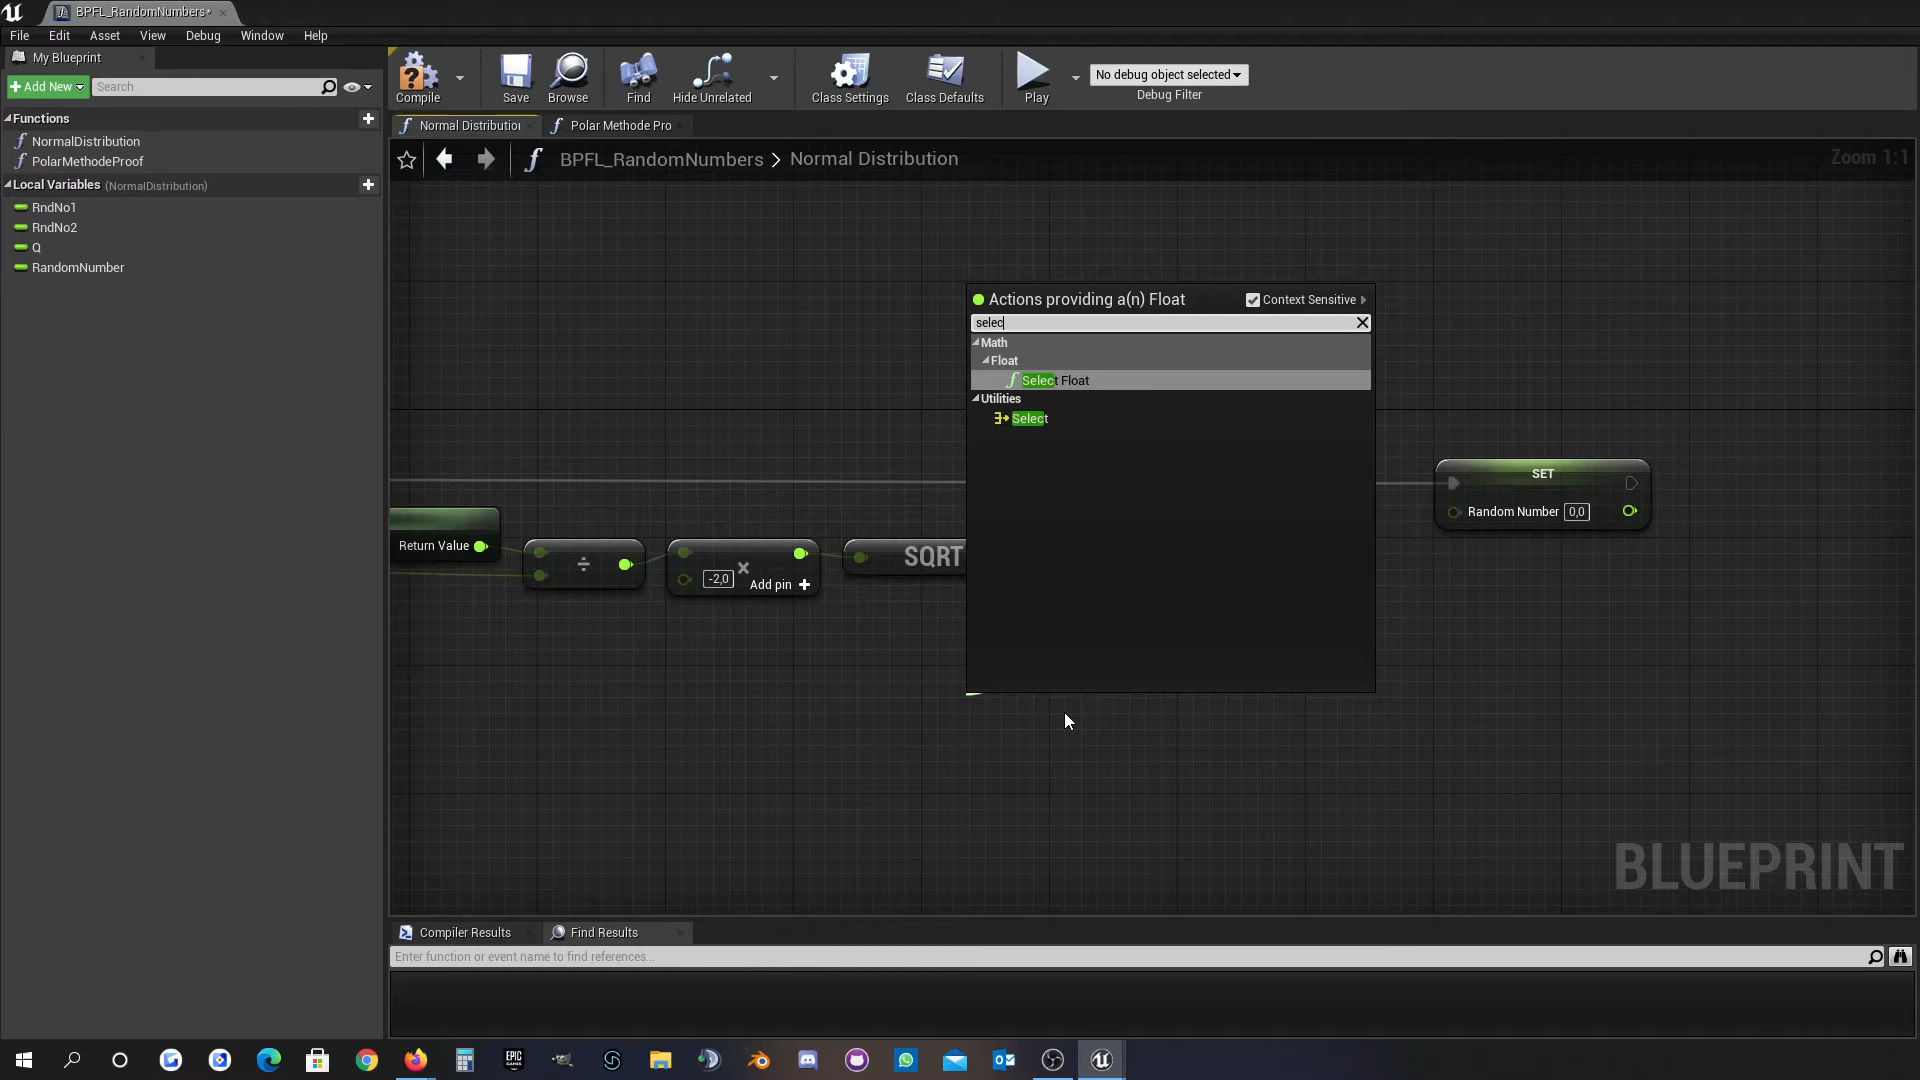 BPFL_RandomNumbers*
File Edit Asset View Debug Window Help
My Blueprint
Add New Search
Functions
NormalDistribution
PolarMethodeProof
Local Variables (NormalDistribution)
RndNo1
RndNo2
Q
RandomNumber
Compile Save Browse Find Hide Unrelated Class Settings Class Defaults Play
No debug object selected
Debug Filter
Normal Distribution Polar Methode Pro
BPFL_RandomNumbers > Normal Distribution
Zoom 1:1
Actions providing a(n) Float Context Sensitive
selec
Math
Float
Select Float
Utilities
Select
SET
Random Number 0,0
Return Value
÷
×
-2,0
Add pin
SQRT
BLUEPRINT
Compiler Results Find Results
Enter function or event name to find references...
EPIC GAMES